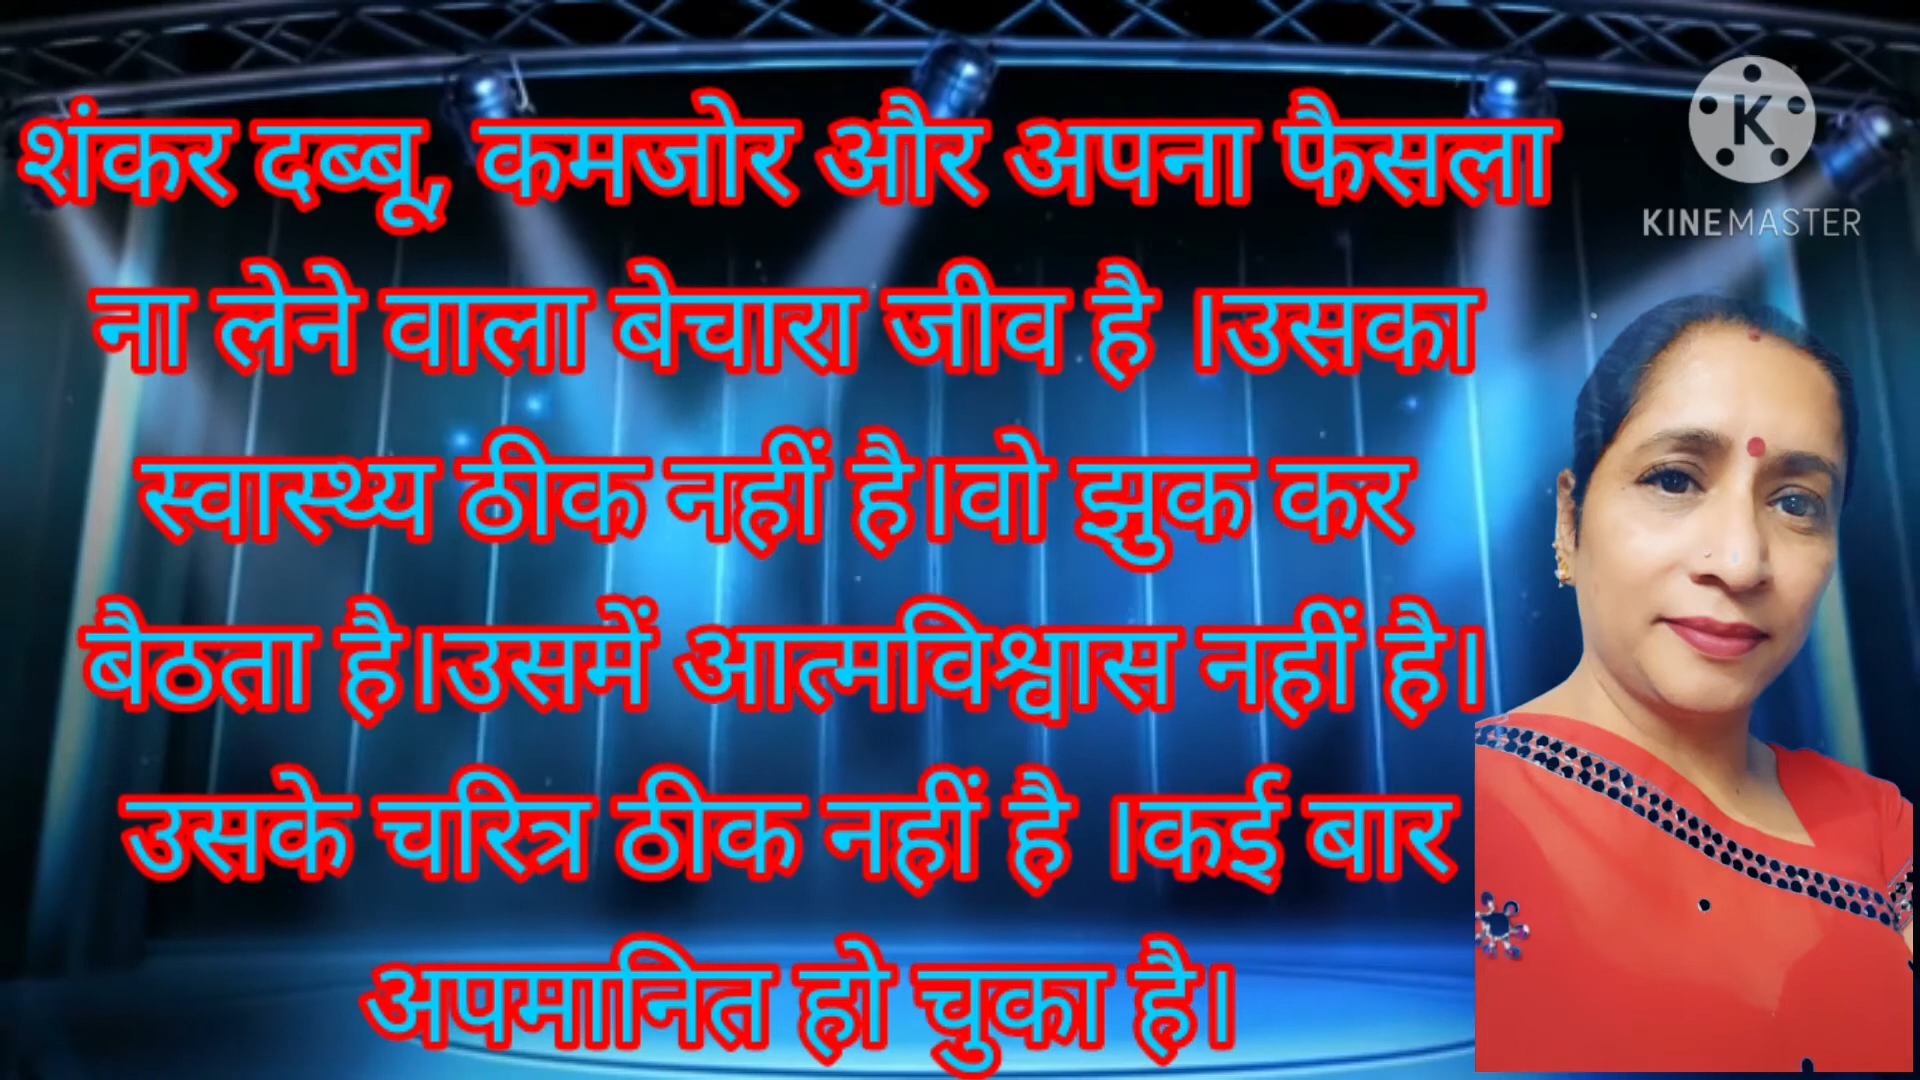 शंकर दब्बू, कमजोर और अपना फैसला
ना लेने वाला बेचारा जीव है ।उसका
स्वास्थ्य ठीक नहीं है।वो झुक कर
बैठता है।उसमें आत्मविश्वास नहीं है।
उसके चरित्र ठीक नहीं है ।कई बार
अपमानित हो चुका है।
K
KINEMASTER